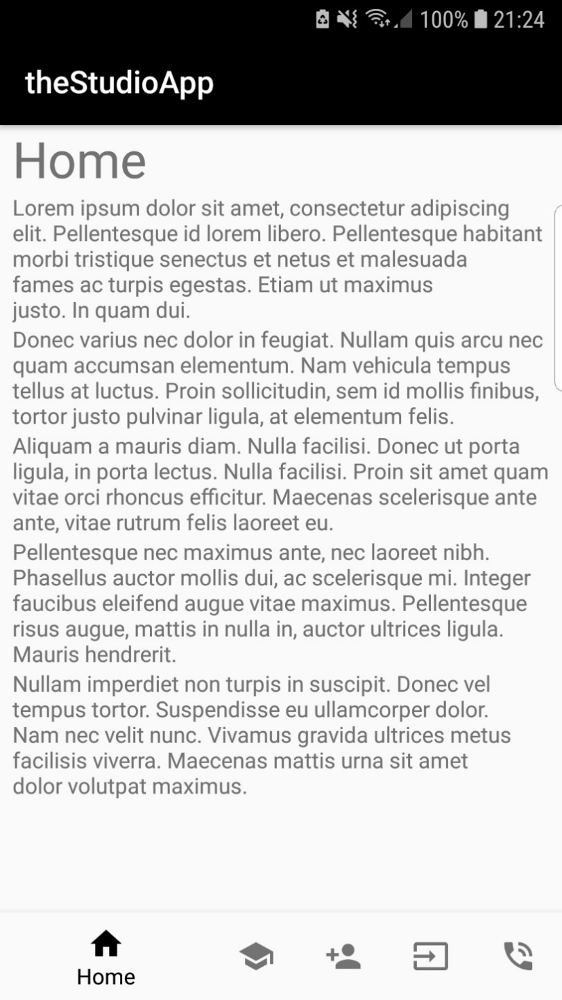 100% 21:24
theStudioApp
Home
Lorem ipsum dolor sit amet, consectetur adipiscing
elit. Pellentesque id lorem libero. Pellentesque habitant
morbi tristique senectus et netus et malesuada
fames ac turpis egestas. Etiam ut maximus
justo. In quam dui.
Donec varius nec dolor in feugiat. Nullam quis arcu nec
quam accumsan elementum. Nam vehicula tempus
tellus at luctus. Proin sollicitudin, sem id mollis finibus,
tortor justo pulvinar ligula, at elementum felis.
Aliquam a mauris diam. Nulla facilisi. Donec ut porta
ligula, in porta lectus. Nulla facilisi. Proin sit amet quam
vitae orci rhoncus efficitur. Maecenas scelerisque ante
ante, vitae rutrum felis laoreet eu.
Pellentesque nec maximus ante, nec laoreet nibh.
Phasellus auctor mollis dui, ac scelerisque mi. Integer
faucibus eleifend augue vitae maximus. Pellentesque
risus augue, mattis in nulla in, auctor ultrices ligula.
Mauris hendrerit.
Nullam imperdiet non turpis in suscipit. Donec vel
tempus tortor. Suspendisse eu ullamcorper dolor.
Nam nec velit nunc. Vivamus gravida ultrices metus
facilisis viverra. Maecenas mattis urna sit amet
dolor volutpat maximus.
Home